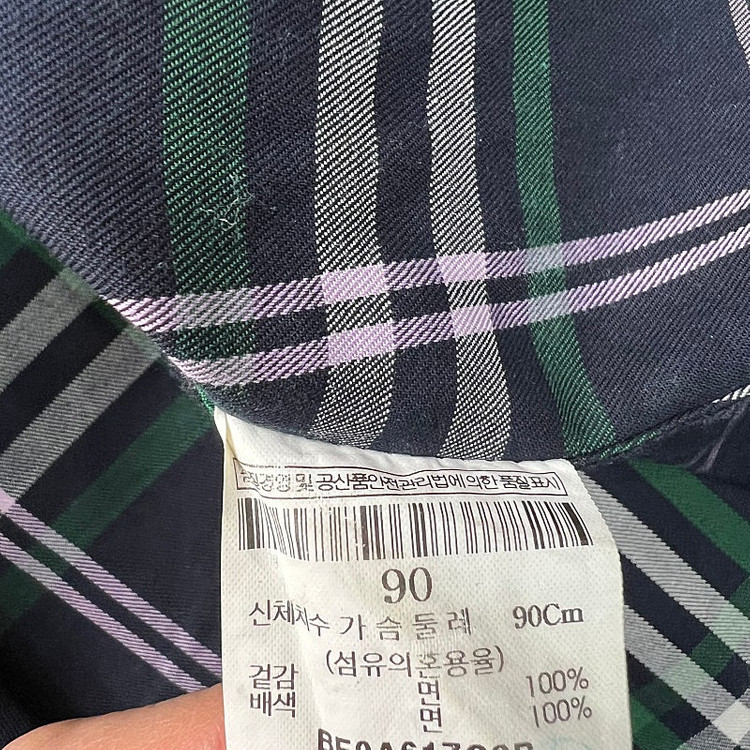 및 공산품안전관리법에 의한 품질표시
90
신체치수 가슴둘레 90Cm
(섬유의혼용율)
겉감 면 100%
배색 면 100%